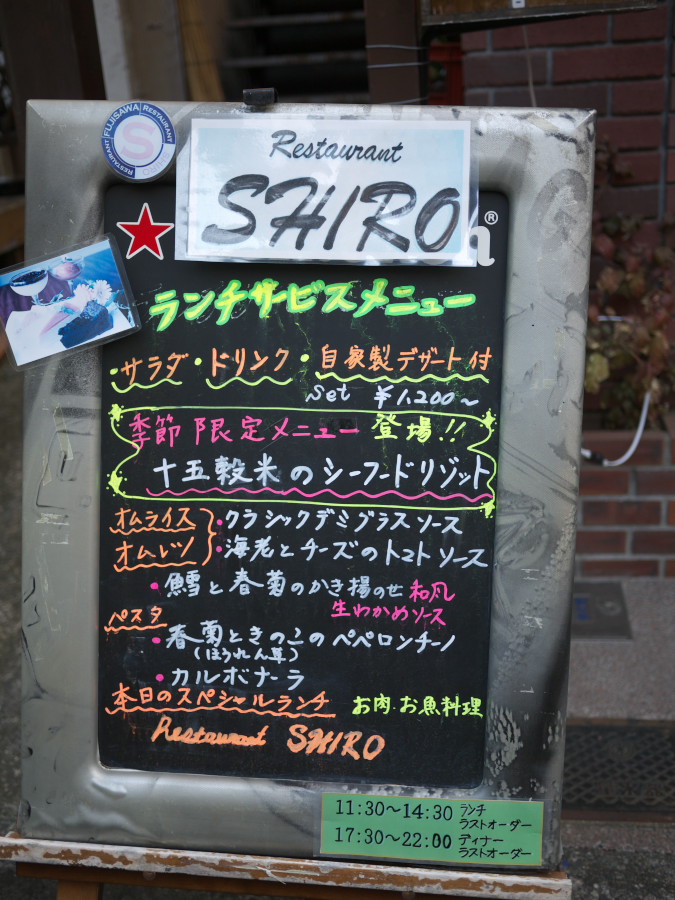 FUJISAWA RESTAURANT
S
Restaurant
SHIRO
®
ランチサービスメニュー
・サラダ・ドリンク・自家製デザート付
Set ¥1,200～
季節限定メニュー 登場!!
十五穀米のシーフードリゾット
オムライス
オムレツ
・クラシックデミグラスソース
・海老とチーズのトマトソース
・鱈と春菊のかき揚のせ 和風
生わかめソース
パスタ
・春菊ときのこのペペロンチーノ
(ほうれん草)
・カルボナーラ
本日のスペシャルランチ お肉.お魚料理
Restaurant SHIRO
11:30～14:30 ランチ
ラストオーダー
17:30～22:00 ディナー
ラストオーダー